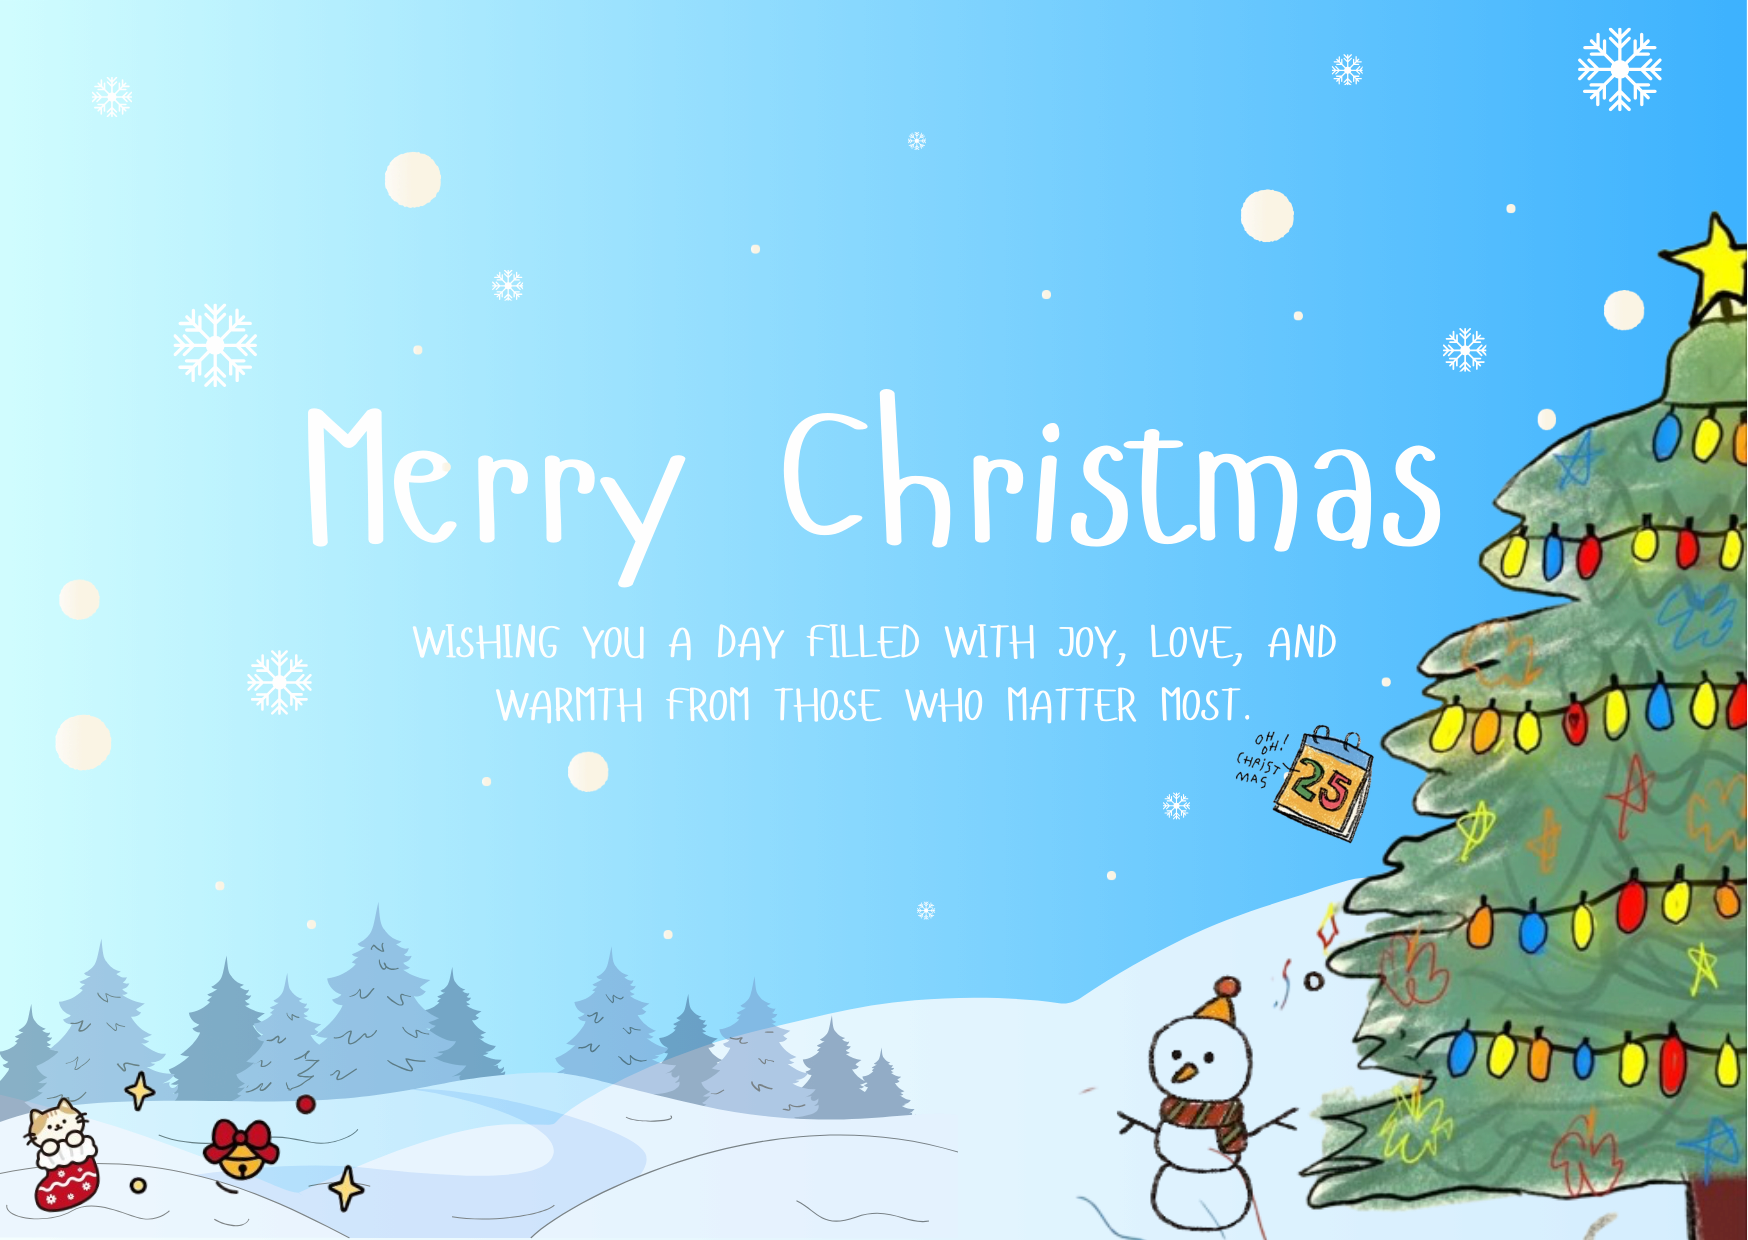 Merry Christmas
WISHING YOU A DAY FILLED WITH JOY, LOVE, AND
WARMTH FROM THOSE WHO MATTER MOST.
OH,
OH!
CHRIST
MAS
25